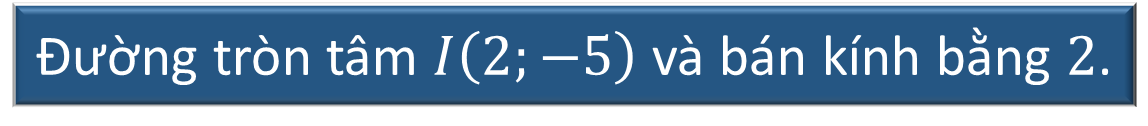 Đường tròn tâm 𝐼(2; −5) và bán kính bằng 2.